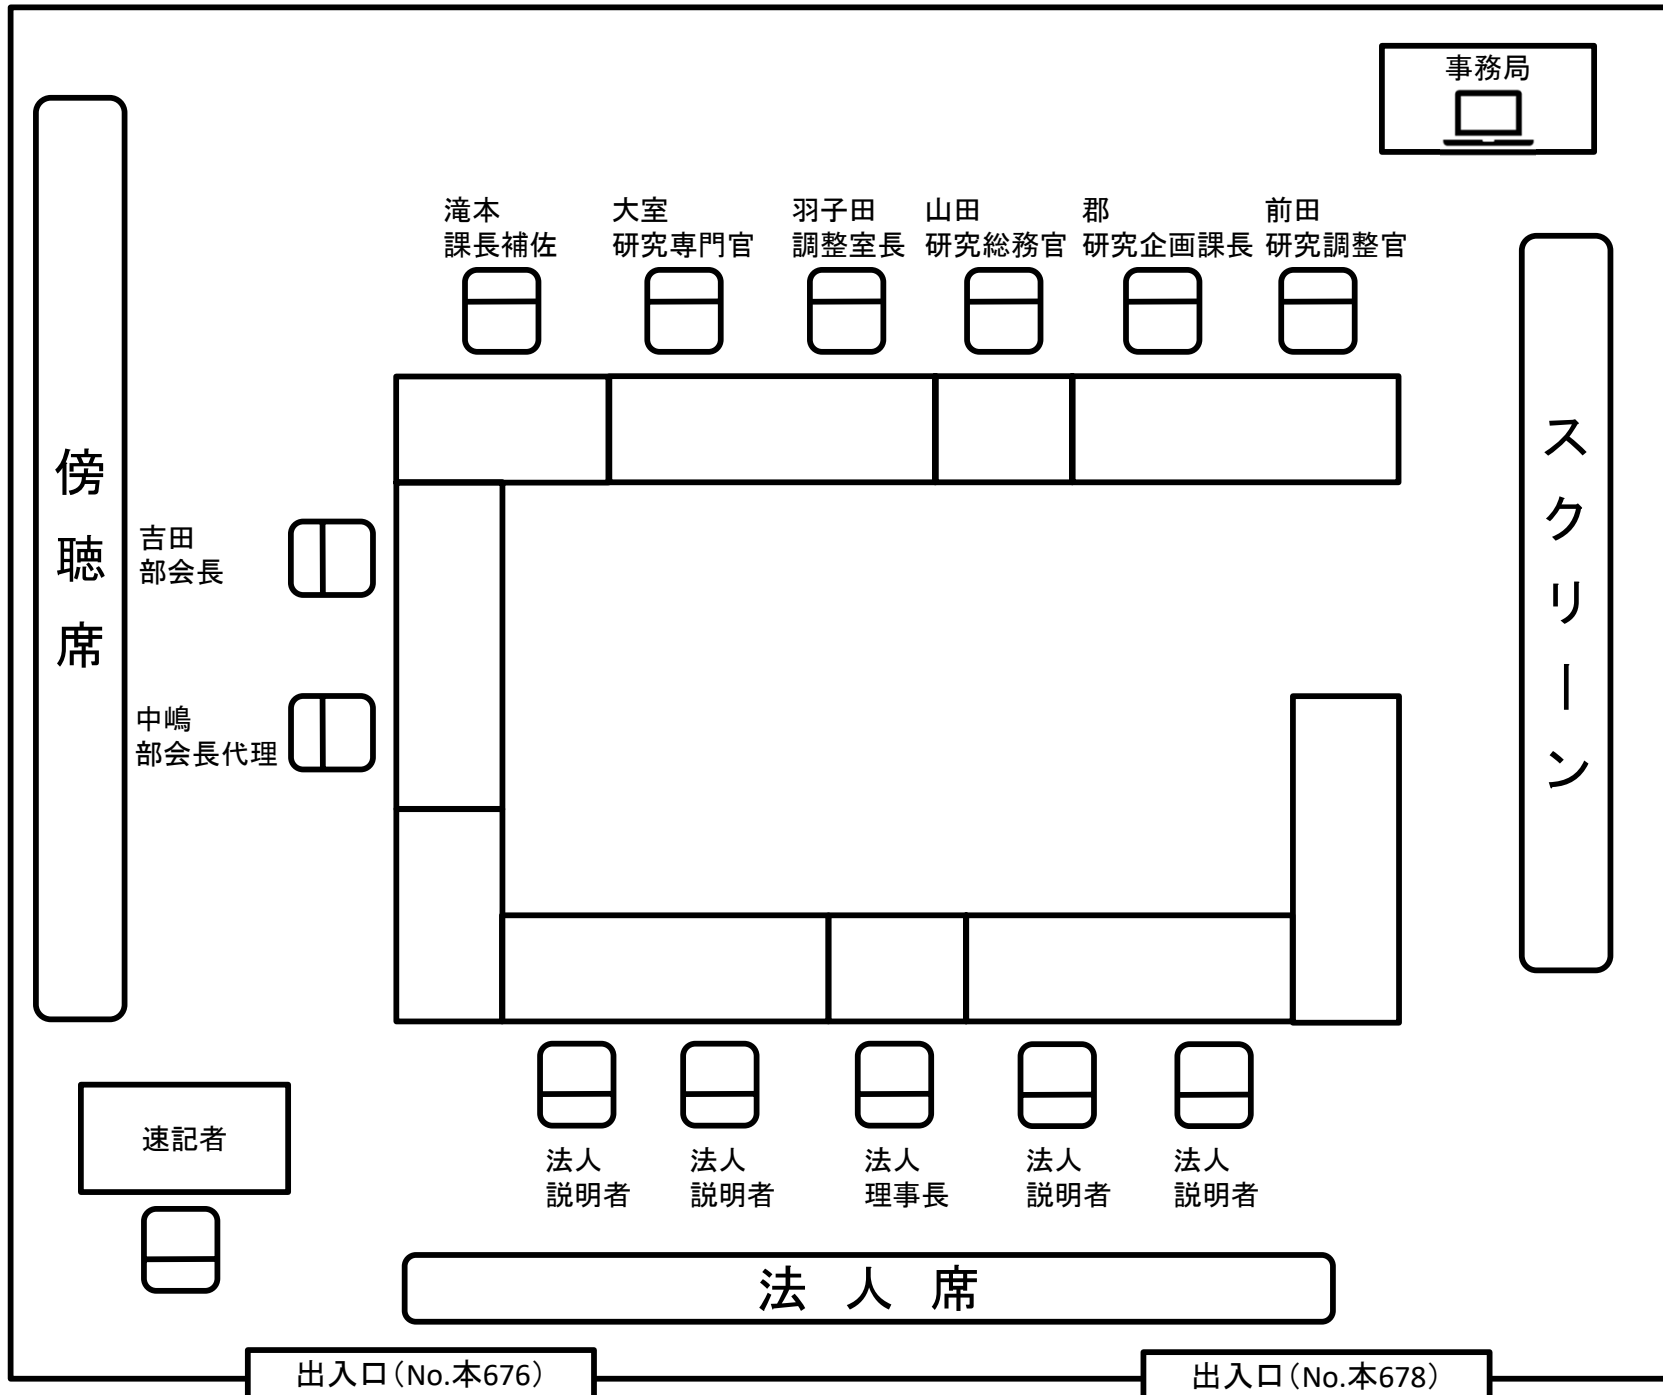 事務局
滝本
課長補佐
大室
研究専門官
羽子田
調整室長
山田
研究総務官
郡
研究企画課長
前田
研究調整官
傍聴席
スクリーン
吉田
部会長
中嶋
部会長代理
速記者
法人
説明者
法人
説明者
法人
理事長
法人
説明者
法人
説明者
法人席
出入口（No.本676）
出入口（No.本678）